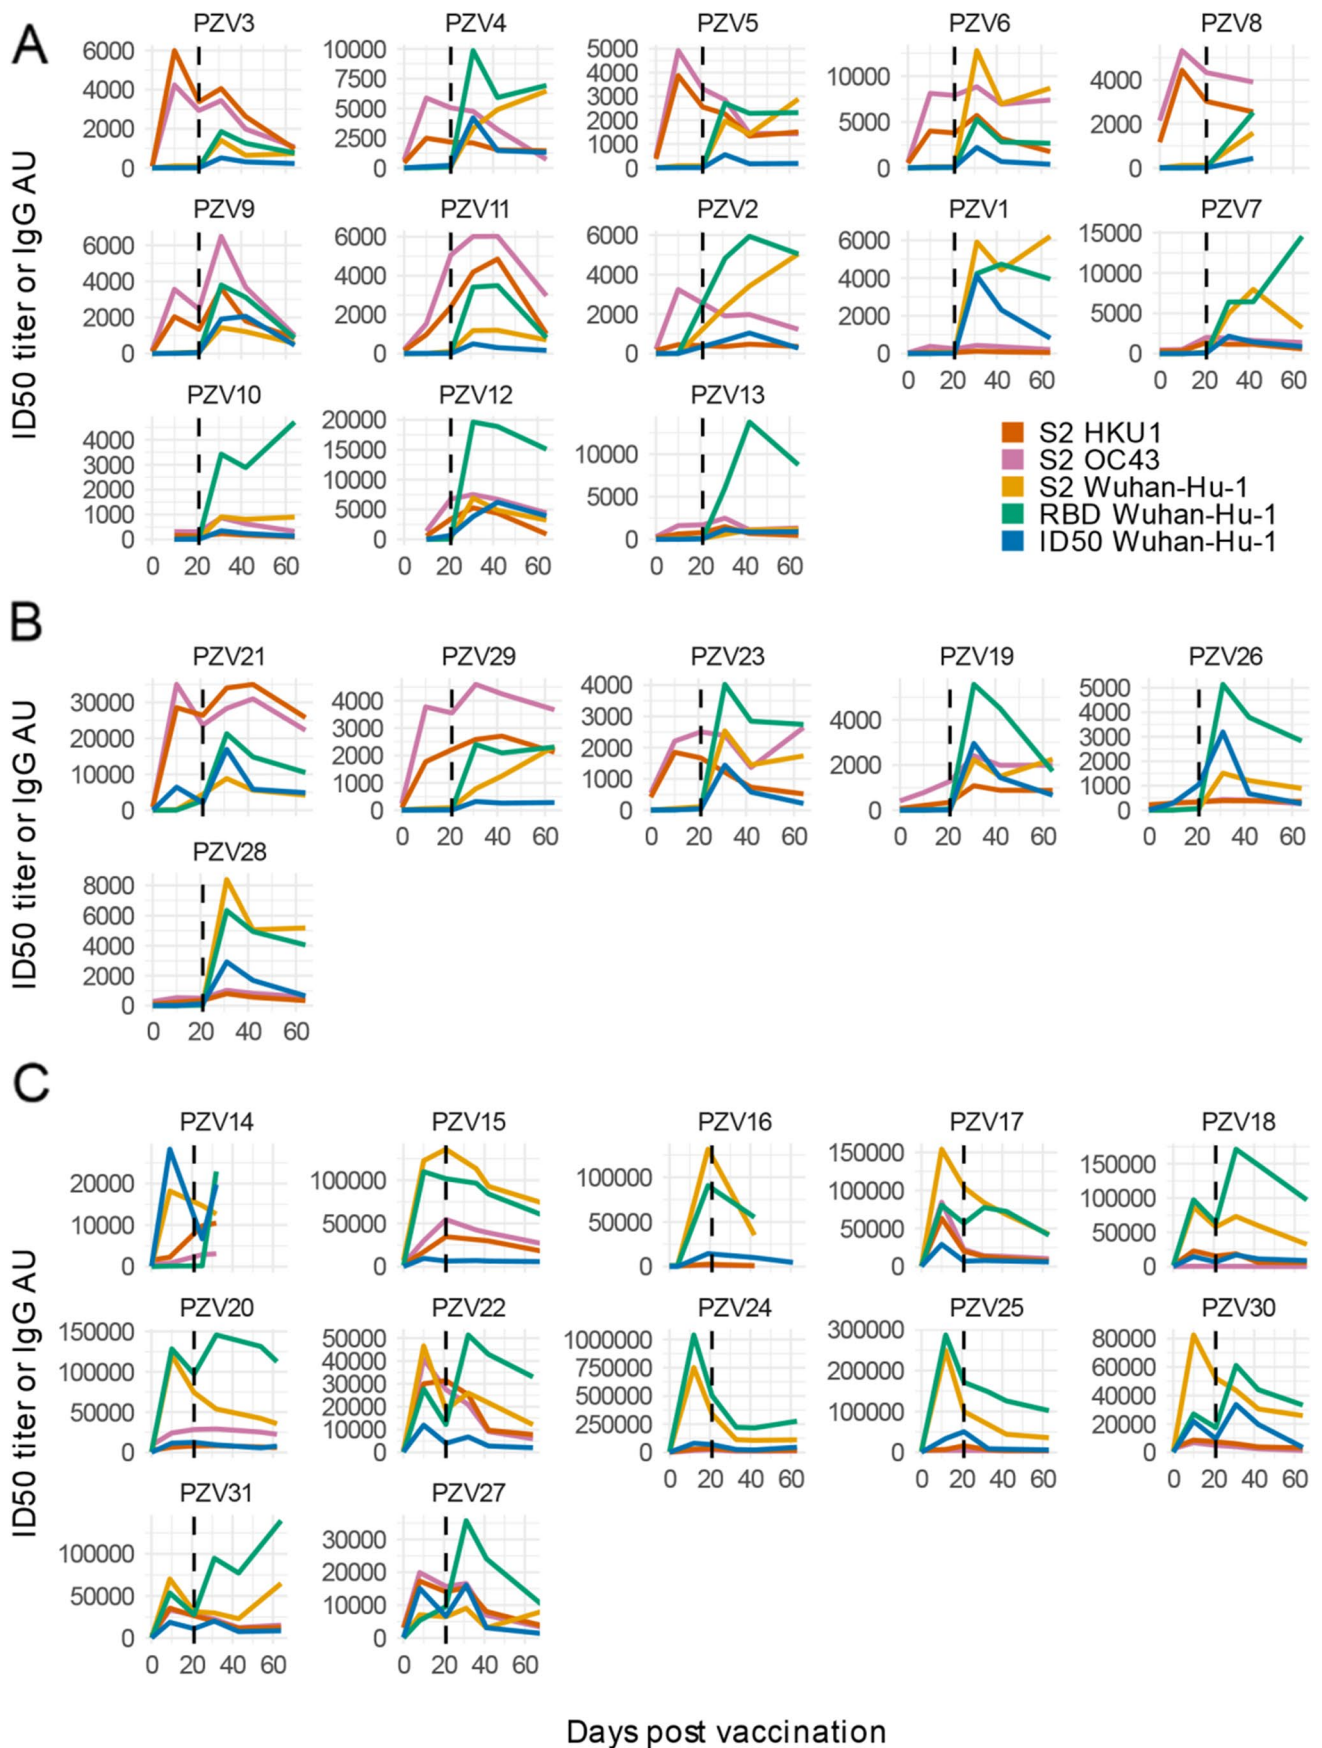 A
PZV3 PZV4 PZV5 PZV6 PZV8
6000 4000 2000 0
10000 7500 5000 2500 0
5000 4000 3000 2000 1000 0
10000 5000 0
4000 2000 0
PZV9 PZV11 PZV2 PZV1 PZV7
6000 4000 2000 0
6000 4000 2000 0
6000 4000 2000 0
6000 4000 2000 0
15000 10000 5000 0
0 20 40 60
0 20 40 60
PZV10 PZV12 PZV13
4000 3000 2000 1000 0
20000 15000 10000 5000 0
10000 5000 0
0 20 40 60
0 20 40 60
0 20 40 60
ID50 titer or IgG AU
S2 HKU1
S2 OC43
S2 Wuhan-Hu-1
RBD Wuhan-Hu-1
ID50 Wuhan-Hu-1
B
PZV21 PZV29 PZV23 PZV19 PZV26
30000 20000 10000 0
4000 3000 2000 1000 0
4000 3000 2000 1000 0
4000 2000 0
5000 4000 3000 2000 1000 0
0 20 40 60
0 20 40 60
0 20 40 60
0 20 40 60
PZV28
8000 6000 4000 2000 0
0 20 40 60
ID50 titer or IgG AU
C
PZV14 PZV15 PZV16 PZV17 PZV18
20000 10000 0
100000 50000 0
100000 50000 0
150000 100000 50000 0
150000 100000 50000 0
PZV20 PZV22 PZV24 PZV25 PZV30
150000 100000 50000 0
50000 40000 30000 20000 10000 0
1000000 750000 500000 250000 0
300000 200000 100000 0
80000 60000 40000 20000 0
0 20 40 60
0 20 40 60
0 20 40 60
PZV31 PZV27
100000 50000 0
30000 20000 10000 0
0 20 40 60
0 20 40 60
ID50 titer or IgG AU
Days post vaccination